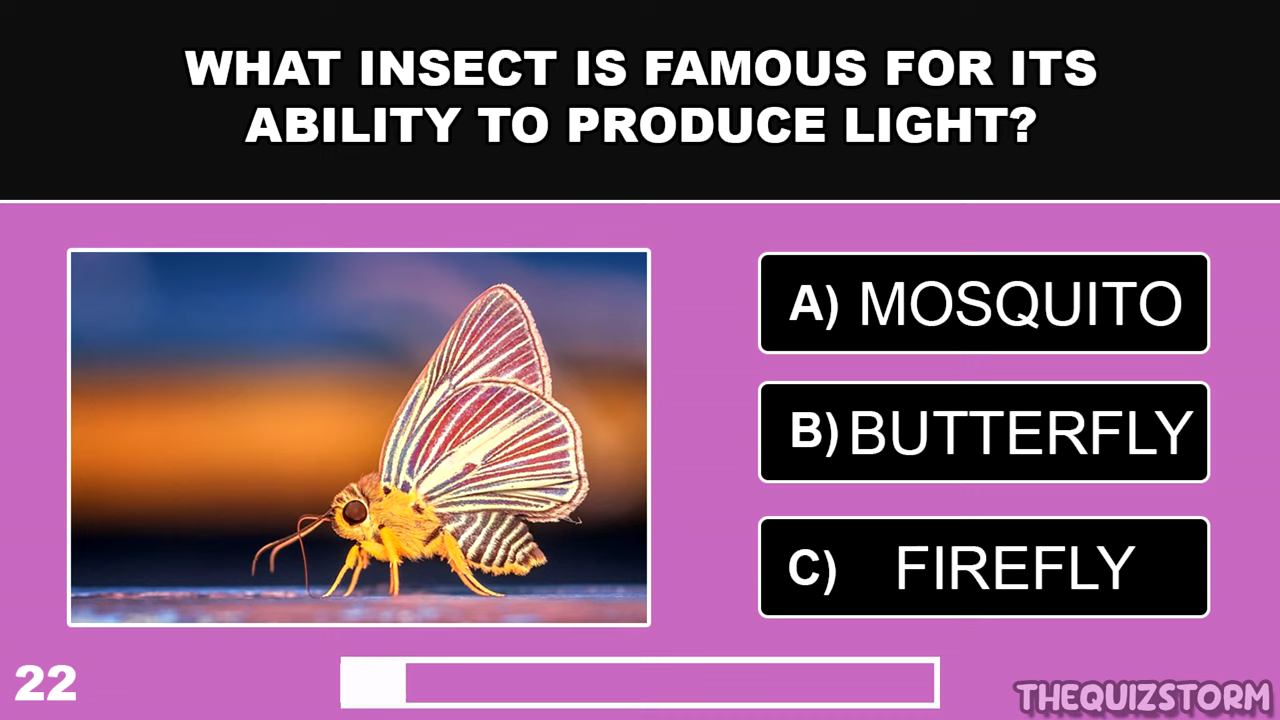 WHAT INSECT IS FAMOUS FOR ITS
ABILITY TO PRODUCE LIGHT?
A) MOSQUITO
B) BUTTERFLY
C) FIREFLY
22
THEQUIZSTORM